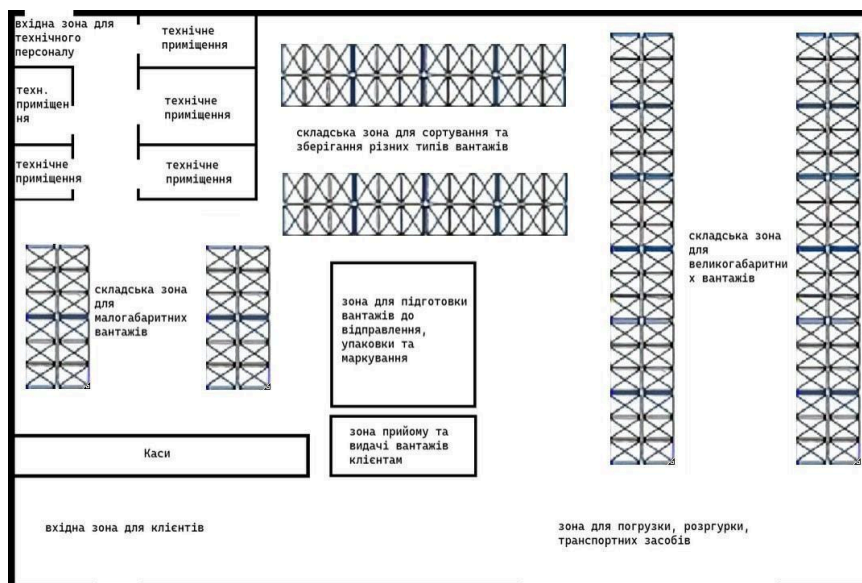 вхідна зона для
технічного
персоналу
технічне
приміщення
техн.
приміщен
ня
технічне
приміщення
технічне
приміщення
технічне
приміщення
складська зона для сортування та
зберігання різних типів вантажів
складська зона
для
великогабаритни
х вантажів
складська зона
для
малогабаритних
вантажів
зона для підготовки
вантажів до
відправлення,
упаковки та
маркування
зона прийому та
видачі вантажів
клієнтам
Каси
вхідна зона для клієнтів
зона для погрузки, розргурки,
транспортних засобів